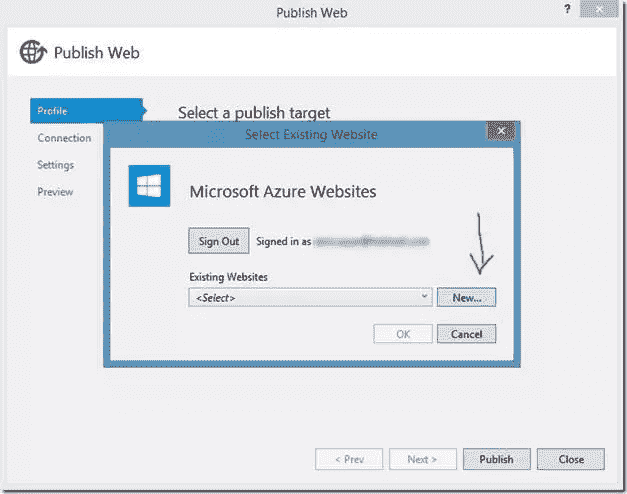 Publish Web
?
Publish Web
Profile
Connection
Settings
Preview
Select a publish target
Select Existing Website
Microsoft Azure Websites
Sign Out Signed in as
Existing Websites
<Select> New...
OK Cancel
< Prev Next > Publish Close